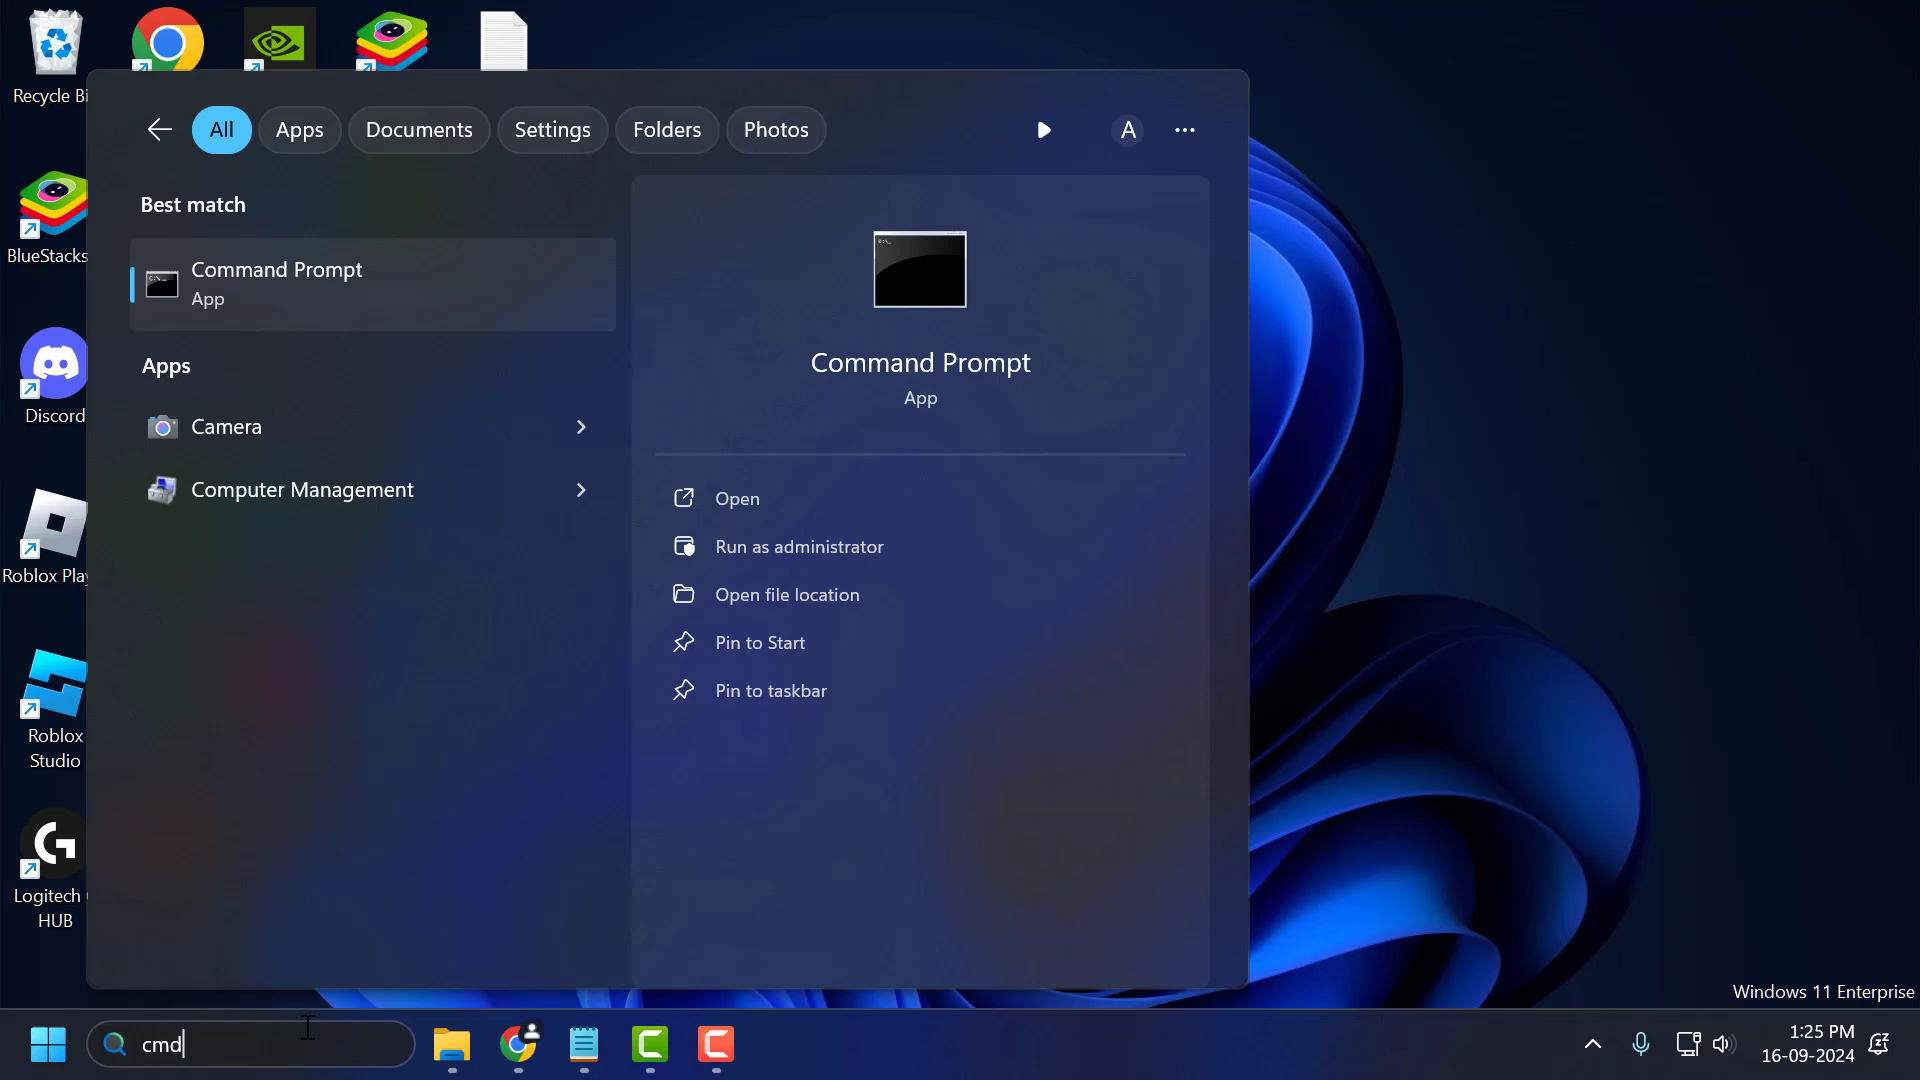 Recycle Bi
All
Apps
Documents
Settings
Folders
Photos
A
Best match
Command Prompt
App
Apps
Camera
Computer Management
Command Prompt
App
Open
Run as administrator
Open file location
Pin to Start
Pin to taskbar
BlueStacks
Discord
Roblox Play
Roblox
Studio
Logitech
HUB
Windows 11 Enterprise
cmd
1:25 PM
16-09-2024